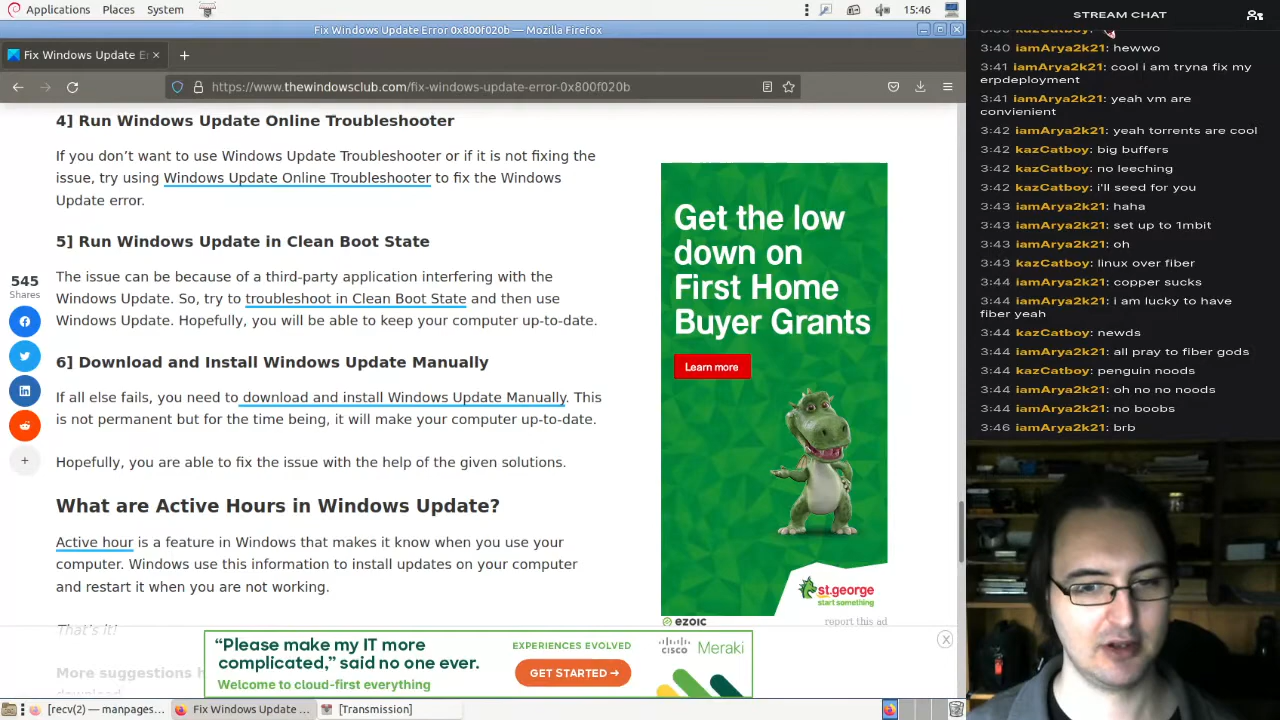 Applications Places System
15:46
Fix Windows Update Error 0x800f020b — Mozilla Firefox
Fix Windows Update Er
https://www.thewindowsclub.com/fix-windows-update-error-0x800f020b
4] Run Windows Update Online Troubleshooter
If you don’t want to use Windows Update Troubleshooter or if it is not fixing the
issue, try using Windows Update Online Troubleshooter to fix the Windows
Update error.
5] Run Windows Update in Clean Boot State
The issue can be because of a third-party application interfering with the
Windows Update. So, try to troubleshoot in Clean Boot State and then use
Windows Update. Hopefully, you will be able to keep your computer up-to-date.
6] Download and Install Windows Update Manually
If all else fails, you need to download and install Windows Update Manually. This
is not permanent but for the time being, it will make your computer up-to-date.
Hopefully, you are able to fix the issue with the help of the given solutions.
What are Active Hours in Windows Update?
Active hour is a feature in Windows that makes it know when you use your
computer. Windows use this information to install updates on your computer
and restart it when you are not working.
That's it!
More suggestions h
download
545
Shares
Get the low
down on
First Home
Buyer Grants
Learn more
st.george
start something
ezoic
report this ad
“Please make my IT more
complicated,” said no one ever.
Welcome to cloud-first everything
EXPERIENCES EVOLVED
GET STARTED →
CISCO Meraki
X
[recv(2) — manpages...
Fix Windows Update ...
[Transmission]
STREAM CHAT
kazCatboy:
3:40 iamArya2k21: hewwo
3:41 iamArya2k21: cool i am tryna fix my
erpdeployment
3:41 iamArya2k21: yeah vm are
convienient
3:42 iamArya2k21: yeah torrents are cool
3:42 kazCatboy: big buffers
3:42 kazCatboy: no leeching
3:42 kazCatboy: i'll seed for you
3:43 iamArya2k21: haha
3:43 iamArya2k21: set up to 1mbit
3:43 iamArya2k21: oh
3:43 kazCatboy: linux over fiber
3:44 iamArya2k21: copper sucks
3:44 iamArya2k21: i am lucky to have
fiber yeah
3:44 kazCatboy: newds
3:44 iamArya2k21: all pray to fiber gods
3:44 kazCatboy: penguin noods
3:44 iamArya2k21: oh no no noods
3:44 iamArya2k21: no boobs
3:46 iamArya2k21: brb